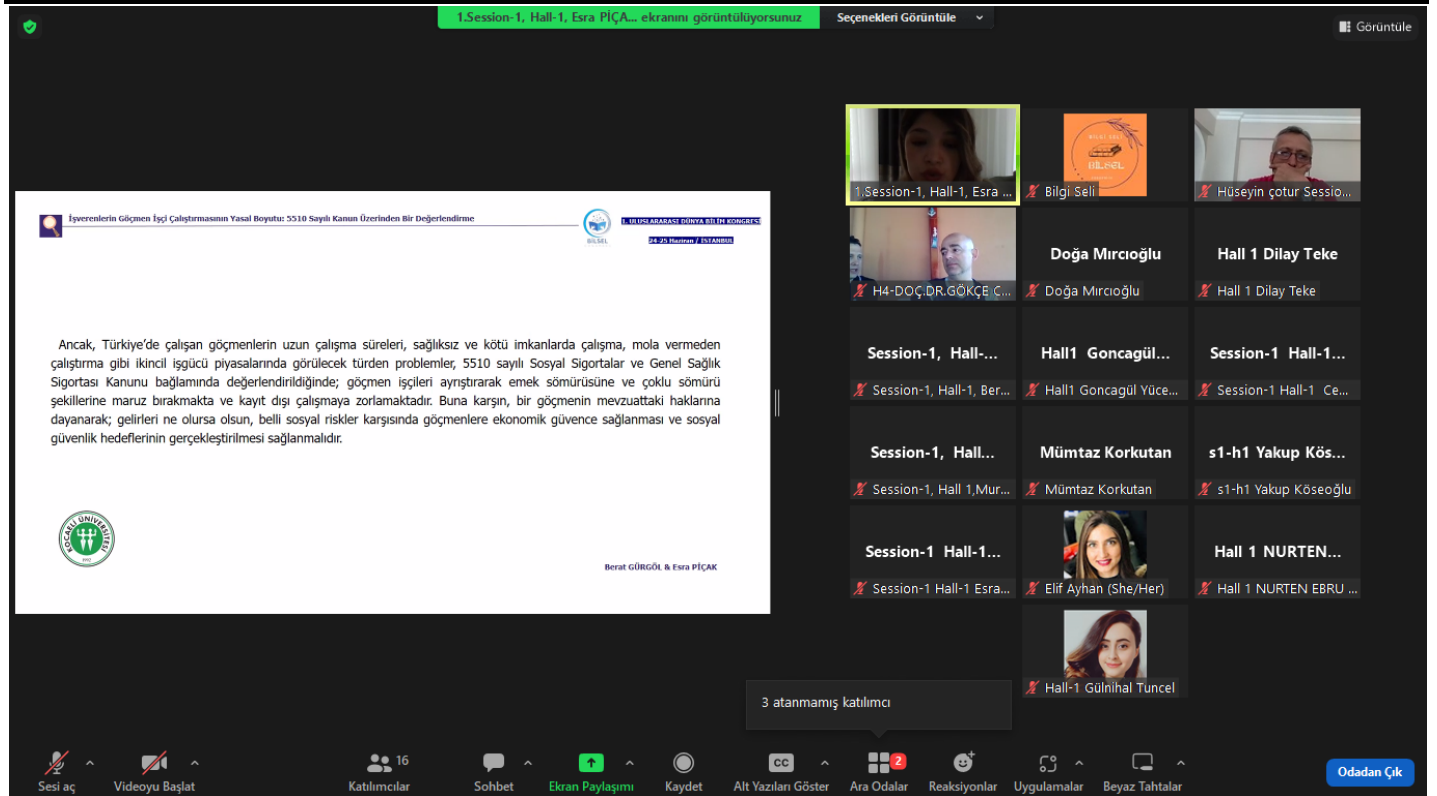 1.Session-1, Hall-1, Esra PİÇA... ekranını görüntülüyorsunuz
Seçenekleri Görüntüle
Görüntüle
İşverenlerin Göçmen İşçi Çalıştırmasının Yasal Boyutu: 5510 Sayılı Kanun Üzerinden Bir Değerlendirme
BİLSEL
1. ULUSLARARASI DÜNYA BİLİM KONGRESİ
24-25 Haziran / İSTANBUL
Ancak, Türkiye’de çalışan göçmenlerin uzun çalışma süreleri, sağlıksız ve kötü imkanlarda çalışma, mola vermeden
çalıştırma gibi ikincil işgücü piyasalarında görülecek türden problemler, 5510 sayılı Sosyal Sigortalar ve Genel Sağlık
Sigortası Kanunu bağlamında değerlendirildiğinde; göçmen işçileri ayrıştırarak emek sömürüsüne ve çoklu sömürü
şekillerine maruz bırakmakta ve kayıt dışı çalışmaya zorlamaktadır. Buna karşın, bir göçmenin mevzuattaki haklarına
dayanarak; gelirleri ne olursa olsun, belli sosyal riskler karşısında göçmenlere ekonomik güvence sağlanması ve sosyal
güvenlik hedeflerinin gerçekleştirilmesi sağlanmalıdır.
KOCAELİ ÜNİVERSİTESİ
1992
Berat GÜRGÖL & Esra PİÇAK
1.Session-1, Hall-1, Esra ...
BİLGİ SELİ
BİLSEL
Bilgi Seli
Hüseyin çotur Sessio...
H4-DOÇ.DR.GÖKÇE C...
Doğa Mırcıoğlu
Doğa Mırcıoğlu
Hall 1 Dilay Teke
Hall 1 Dilay Teke
Session-1, Hall-...
Session-1, Hall-1, Ber...
Hall1 Goncagül...
Hall1 Goncagül Yüce...
Session-1 Hall-1...
Session-1 Hall-1 Ce...
Session-1, Hall...
Session-1, Hall 1,Mur...
Mümtaz Korkutan
Mümtaz Korkutan
s1-h1 Yakup Kös...
s1-h1 Yakup Köseoğlu
Session-1 Hall-1...
Session-1 Hall-1 Esra...
Elif Ayhan (She/Her)
Hall 1 NURTEN...
Hall 1 NURTEN EBRU ...
Hall-1 Gülnihal Tuncel
3 atanmamış katılımcı
Sesi aç
Videoyu Başlat
16
Katılımcılar
Sohbet
Ekran Paylaşımı
Kaydet
CC
Alt Yazıları Göster
2
Ara Odalar
Reaksiyonlar
Uygulamalar
Beyaz Tahtalar
Odadan Çık